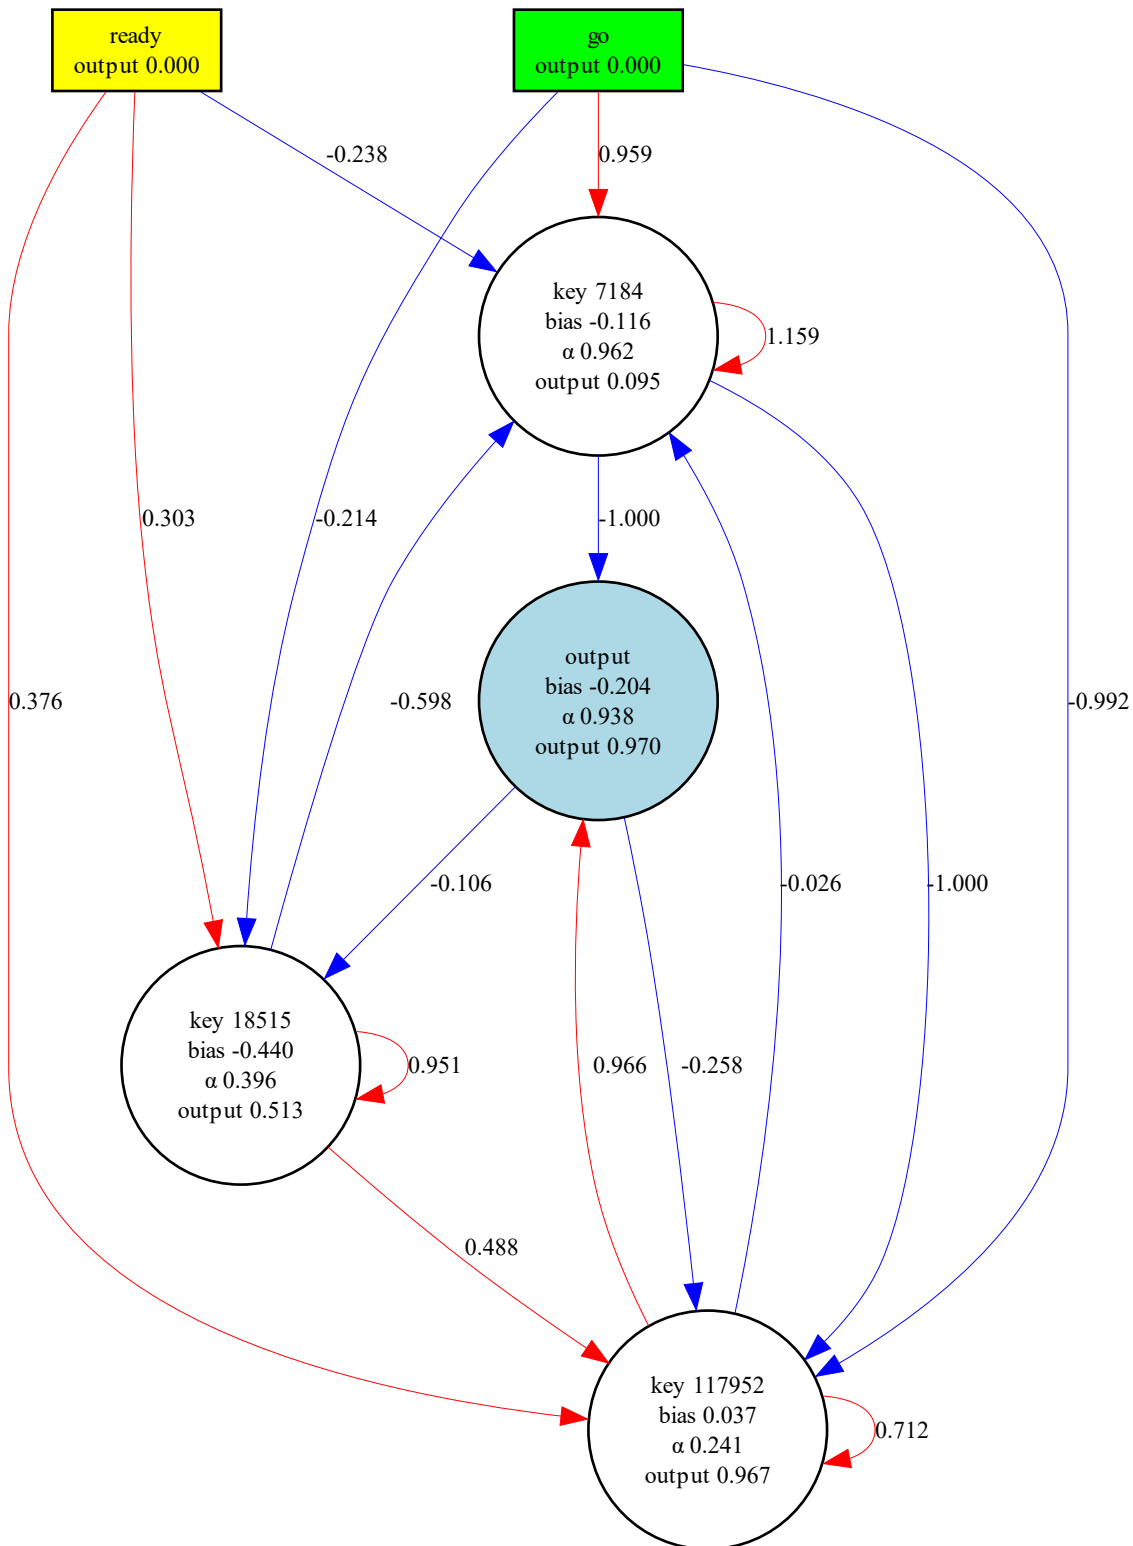 ready
output 0.000
go
output 0.000
-0.238
0.959
key 7184
bias -0.116
α 0.962
output 0.095
1.159
0.303
-0.214
-1.000
0.376
-0.598
output
bias -0.204
α 0.938
output 0.970
-0.992
-0.106
-0.026
-1.000
key 18515
bias -0.440
α 0.396
output 0.513
0.951
0.966
-0.258
0.488
key 117952
bias 0.037
α 0.241
output 0.967
0.712